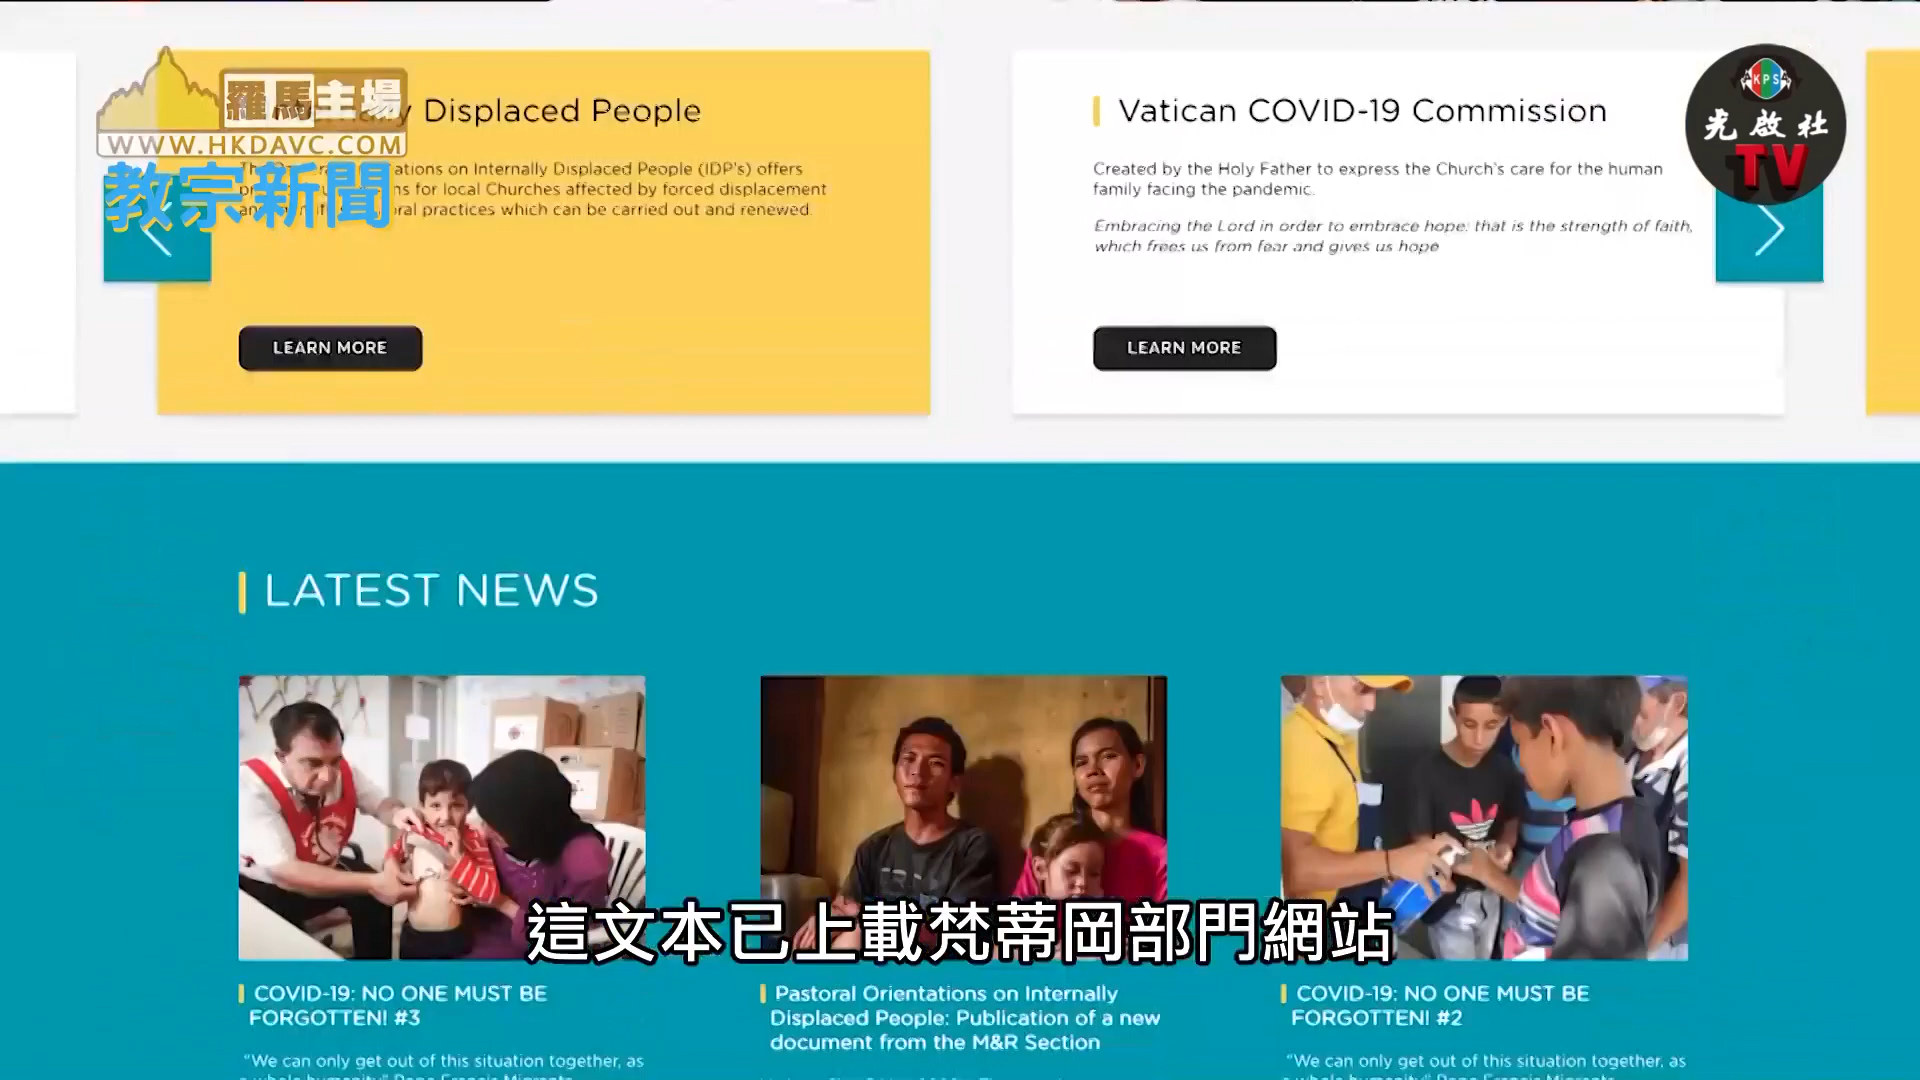 羅馬主場
WWW.HKDAVC.COM
教宗新聞
KPS
光啟社
TV
Displaced People
ations on Internally Displaced People (IDP's) offers
ns for local Churches affected by forced displacement
oral practices which can be carried out and renewed.
LEARN MORE
Vatican COVID-19 Commission
Created by the Holy Father to express the Church's care for the human
family facing the pandemic.
Embracing the Lord in order to embrace hope: that is the strength of faith,
which frees us from fear and gives us hope
LEARN MORE
LATEST NEWS
這文本已上載梵蒂岡部門網站
COVID-19: NO ONE MUST BE
FORGOTTEN! #3
"We can only get out of this situation together, as
Pastoral Orientations on Internally
Displaced People: Publication of a new
document from the M&R Section
COVID-19: NO ONE MUST BE
FORGOTTEN! #2
"We can only get out of this situation together, as